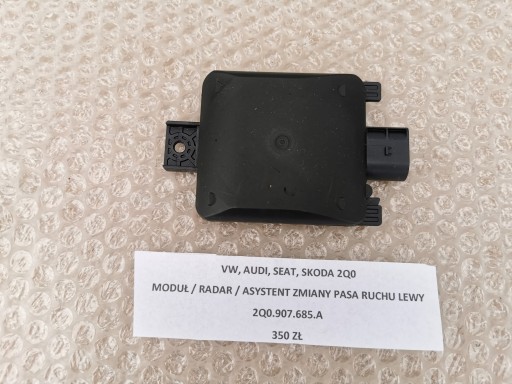 VW, AUDI, SEAT, SKODA 2Q0
MODUŁ / RADAR / ASYSTENT ZMIANY PASA RUCHU LEWY
2Q0.907.685.A
350 ZŁ